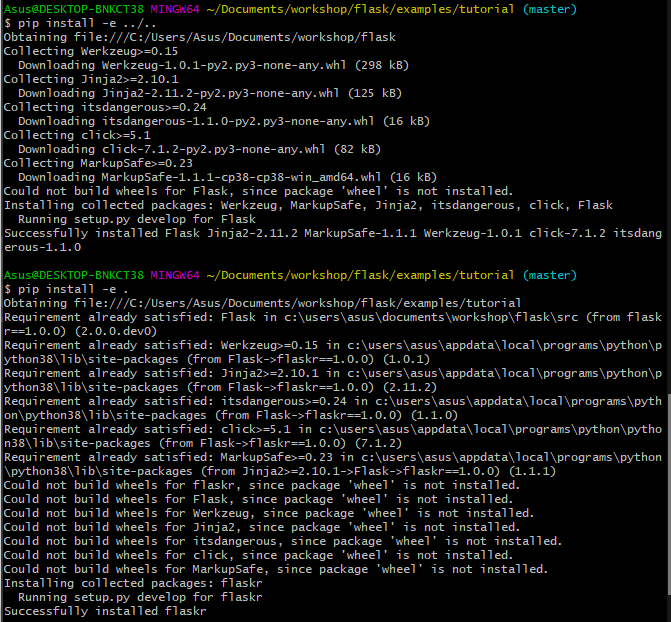 Asus@DESKTOP-BNKCT38 MINGW64 ~/Documents/workshop/flask/examples/tutorial (master)
$ pip install -e ../..
Obtaining file:///C:/Users/Asus/Documents/workshop/flask
Collecting Werkzeug>=0.15
  Downloading Werkzeug-1.0.1-py2.py3-none-any.whl (298 kB)
Collecting Jinja2>=2.10.1
  Downloading Jinja2-2.11.2-py2.py3-none-any.whl (125 kB)
Collecting itsdangerous>=0.24
  Downloading itsdangerous-1.1.0-py2.py3-none-any.whl (16 kB)
Collecting click>=5.1
  Downloading click-7.1.2-py2.py3-none-any.whl (82 kB)
Collecting MarkupSafe>=0.23
  Downloading MarkupSafe-1.1.1-cp38-cp38-win_amd64.whl (16 kB)
Could not build wheels for Flask, since package 'wheel' is not installed.
Installing collected packages: Werkzeug, MarkupSafe, Jinja2, itsdangerous, click, Flask
  Running setup.py develop for Flask
Successfully installed Flask Jinja2-2.11.2 MarkupSafe-1.1.1 Werkzeug-1.0.1 click-7.1.2 itsdang
erous-1.1.0
Asus@DESKTOP-BNKCT38 MINGW64 ~/Documents/workshop/flask/examples/tutorial (master)
$ pip install -e .
Obtaining file:///C:/Users/Asus/Documents/workshop/flask/examples/tutorial
Requirement already satisfied: Flask in c:\users\asus\documents\workshop\flask\src (from flask
r==1.0.0) (2.0.0.dev0)
Requirement already satisfied: Werkzeug>=0.15 in c:\users\asus\appdata\local\programs\python\p
ython38\lib\site-packages (from Flask->flaskr==1.0.0) (1.0.1)
Requirement already satisfied: Jinja2>=2.10.1 in c:\users\asus\appdata\local\programs\python\p
ython38\lib\site-packages (from Flask->flaskr==1.0.0) (2.11.2)
Requirement already satisfied: itsdangerous>=0.24 in c:\users\asus\appdata\local\programs\pyth
on\python38\lib\site-packages (from Flask->flaskr==1.0.0) (1.1.0)
Requirement already satisfied: click>=5.1 in c:\users\asus\appdata\local\programs\python\pytho
n38\lib\site-packages (from Flask->flaskr==1.0.0) (7.1.2)
Requirement already satisfied: MarkupSafe>=0.23 in c:\users\asus\appdata\local\programs\python
\python38\lib\site-packages (from Jinja2>=2.10.1->Flask->flaskr==1.0.0) (1.1.1)
Could not build wheels for flaskr, since package 'wheel' is not installed.
Could not build wheels for Flask, since package 'wheel' is not installed.
Could not build wheels for Werkzeug, since package 'wheel' is not installed.
Could not build wheels for Jinja2, since package 'wheel' is not installed.
Could not build wheels for itsdangerous, since package 'wheel' is not installed.
Could not build wheels for click, since package 'wheel' is not installed.
Could not build wheels for MarkupSafe, since package 'wheel' is not installed.
Installing collected packages: flaskr
  Running setup.py develop for flaskr
Successfully installed flaskr